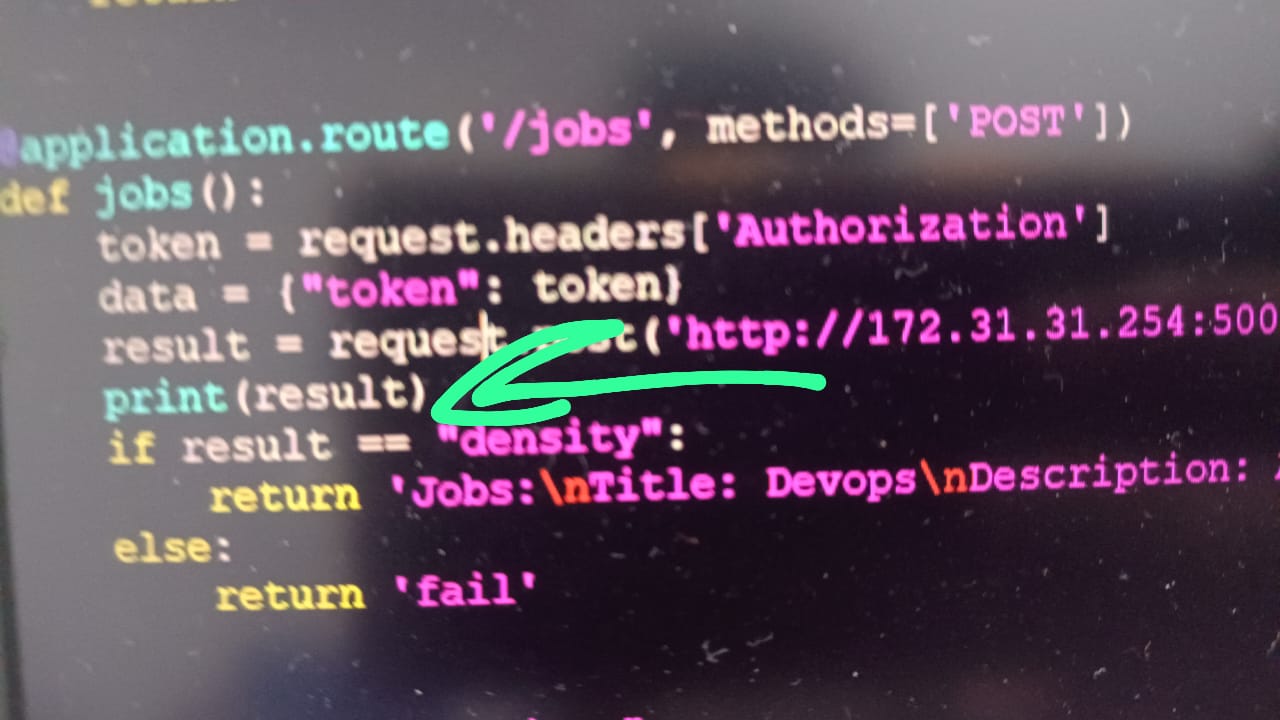 @application.route('/jobs', methods=['POST'])
def jobs():
token = request.headers['Authorization']
data = {"token": token}
result = request.post('http://172.31.31.254:500
print(result)
if result == "density":
return 'Jobs:\nTitle: Devops\nDescription:
else:
return 'fail'